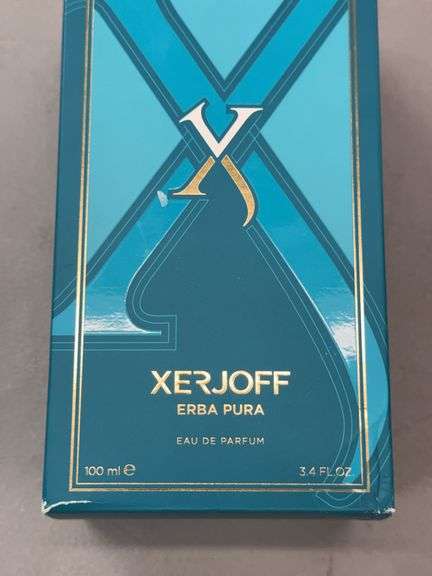 X
XERJOFF
ERBA PURA
EAU DE PARFUM
100 ml ℮ 3.4 FL.OZ.